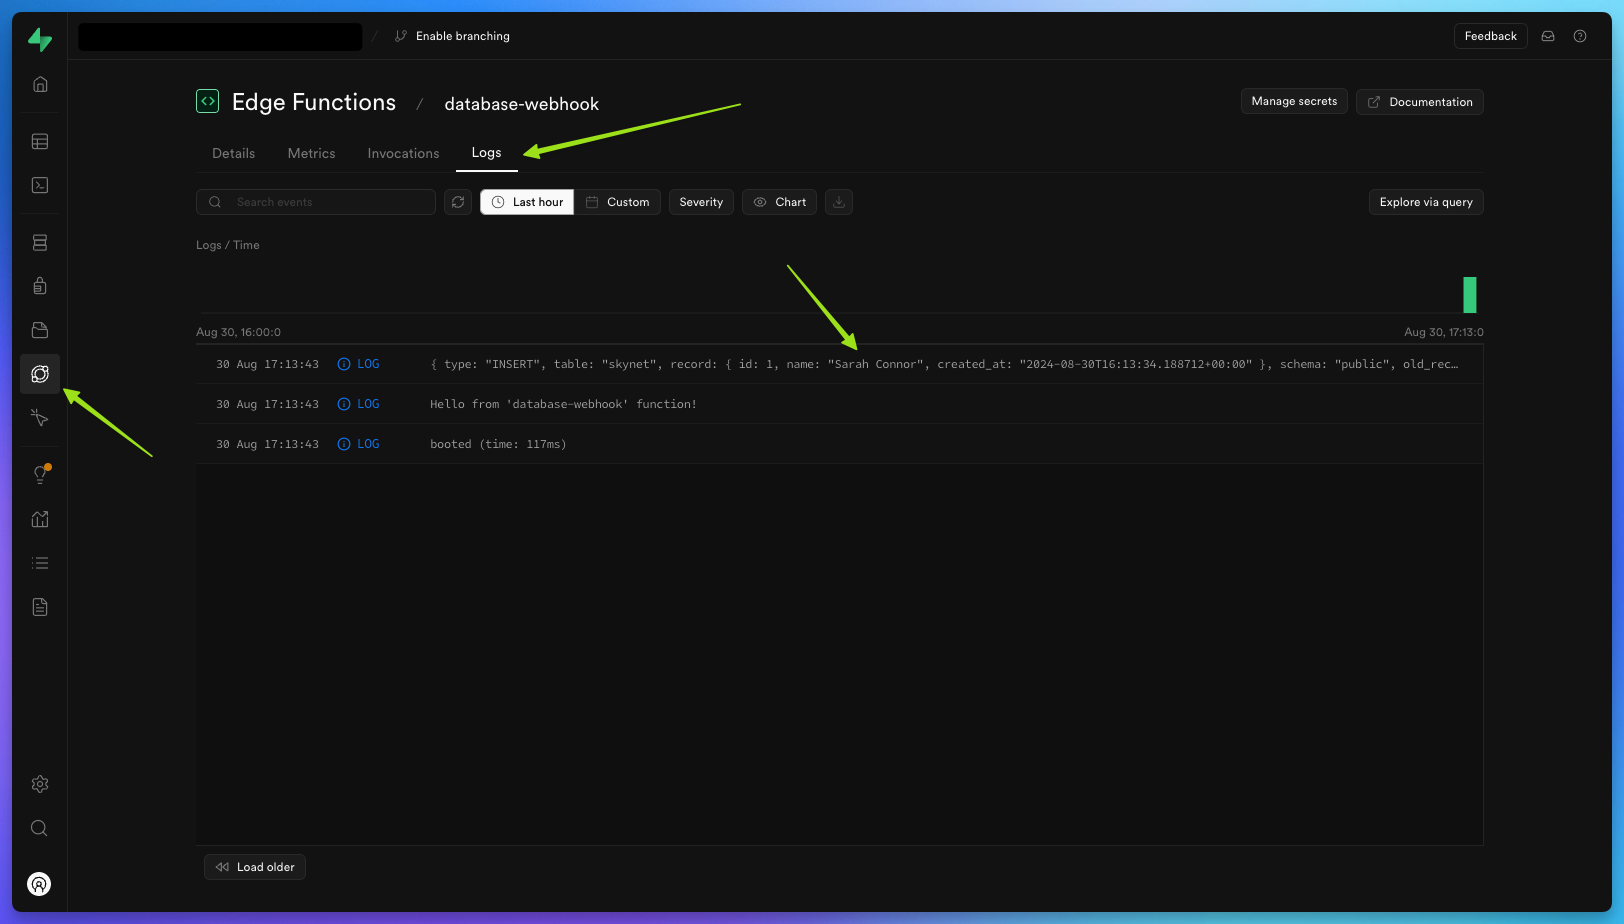 / Enable branching Feedback
Edge Functions / database-webhook Manage secrets Documentation
Details Metrics Invocations Logs
Search events Last hour Custom Severity Chart Explore via query
Logs / Time
Aug 30, 16:00:0 Aug 30, 17:13:0
30 Aug 17:13:43 LOG { type: "INSERT", table: "skynet", record: { id: 1, name: "Sarah Connor", created_at: "2024-08-30T16:13:34.188712+00:00" }, schema: "public", old_rec…
30 Aug 17:13:43 LOG Hello from 'database-webhook' function!
30 Aug 17:13:43 LOG booted (time: 117ms)
Load older